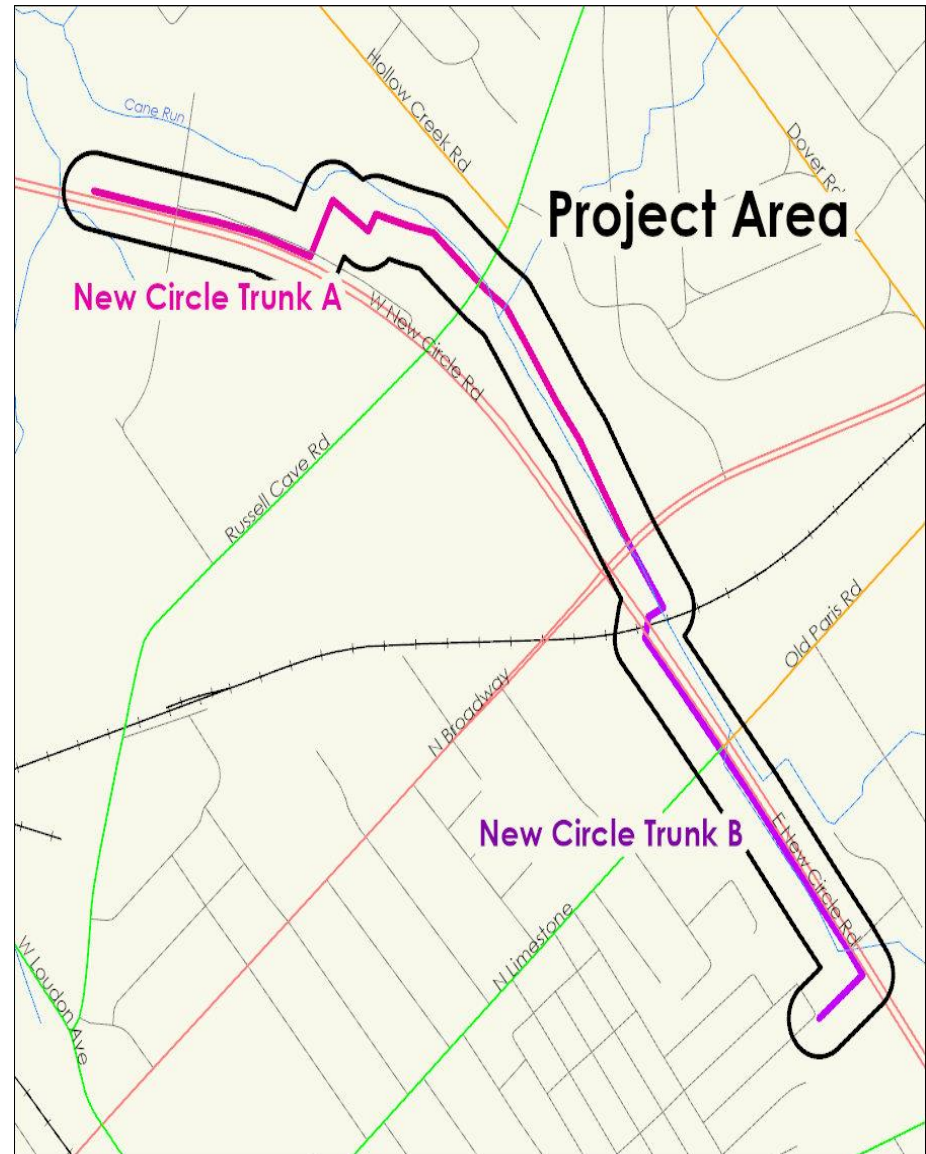 Hollow Creek Rd
Cane Run
Dover Rd
Project Area
New Circle Trunk A
W New Circle Rd
Russell Cave Rd
Old Paris Rd
N Broadway
New Circle Trunk B
E New Circle Rd
N Limestone
W Loudon Ave